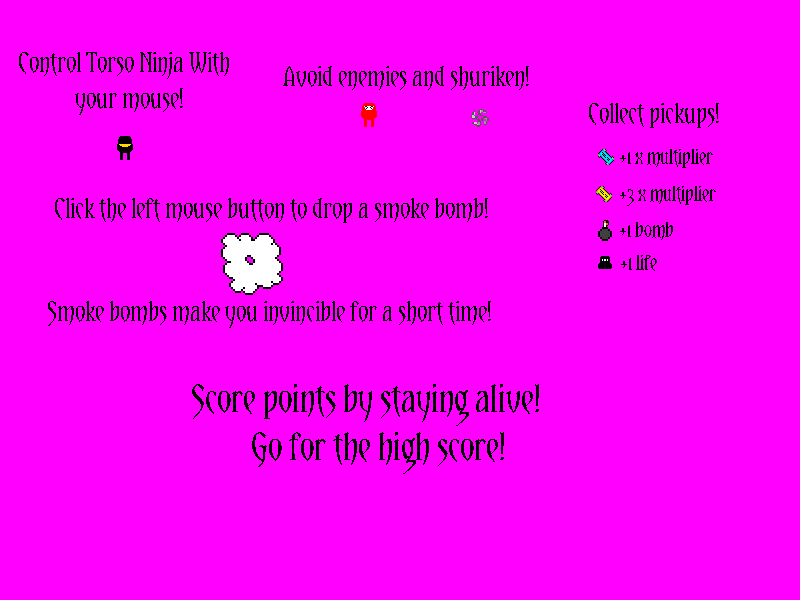 Control Torso Ninja With
your mouse!
Avoid enemies and shuriken!
Collect pickups!
+1 x multiplier
+3 x multiplier
+1 bomb
+1 life
Click the left mouse button to drop a smoke bomb!
Smoke bombs make you invincible for a short time!
Score points by staying alive!
Go for the high score!